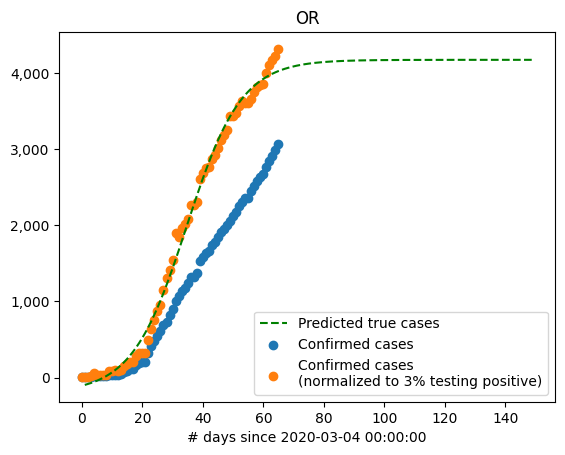 OR
4,000
3,000
2,000
1,000
0
0 20 40 60 80 100 120 140
# days since 2020-03-04 00:00:00
Predicted true cases
Confirmed cases
Confirmed cases
(normalized to 3% testing positive)